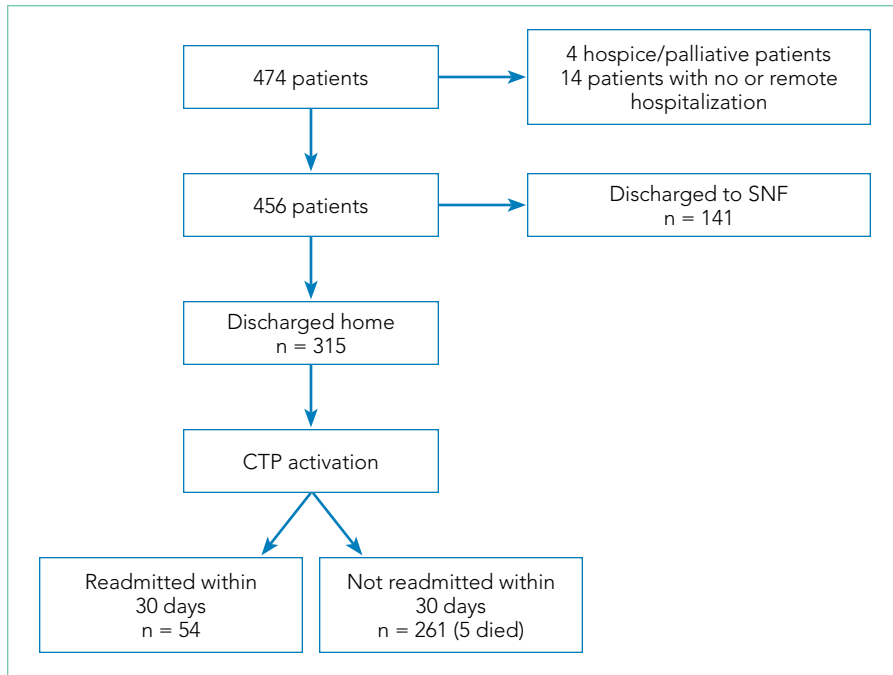 474 patients
4 hospice/palliative patients
14 patients with no or remote
hospitalization
456 patients
Discharged to SNF
n = 141
Discharged home
n = 315
CTP activation
Readmitted within
30 days
n = 54
Not readmitted within
30 days
n = 261 (5 died)